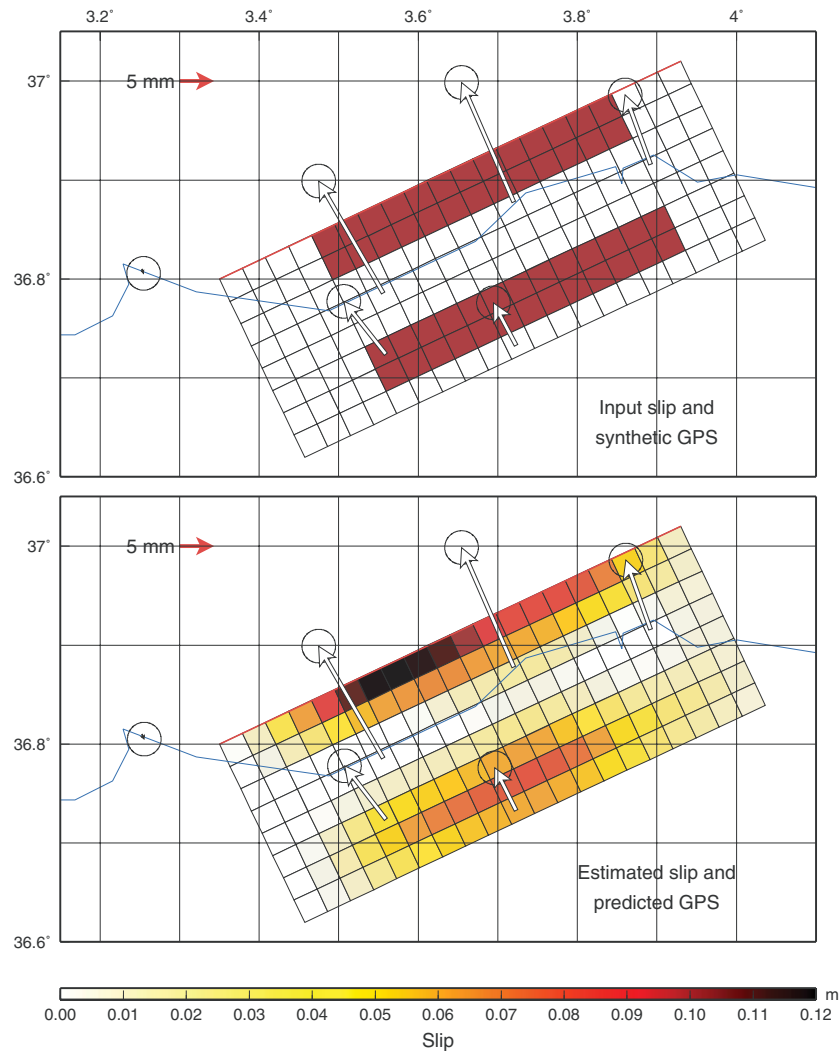 3.2˚ 3.4˚ 3.6˚ 3.8˚ 4˚
37˚
5 mm
36.8˚
Input slip and
synthetic GPS
36.6˚
37˚
5 mm
36.8˚
Estimated slip and
predicted GPS
36.6˚
m
0.00 0.01 0.02 0.03 0.04 0.05 0.06 0.07 0.08 0.09 0.10 0.11 0.12
Slip